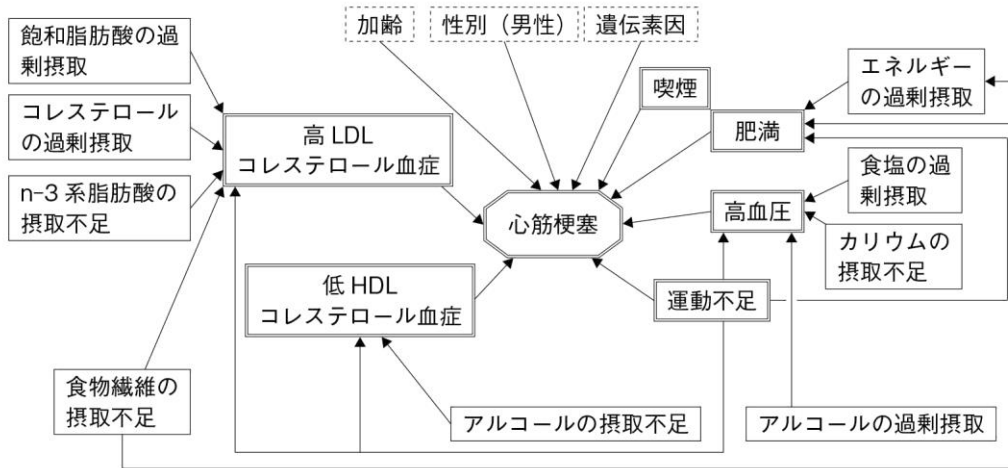 飽和脂肪酸の過
剰摂取
コレステロール
の過剰摂取
n-3 系脂肪酸の
摂取不足
高 LDL
コレステロール血症
加齢
性別（男性）
遺伝素因
喫煙
肥満
エネルギー
の過剰摂取
心筋梗塞
高血圧
食塩の過
剰摂取
カリウムの
摂取不足
低 HDL
コレステロール血症
運動不足
食物繊維の
摂取不足
アルコールの摂取不足
アルコールの過剰摂取